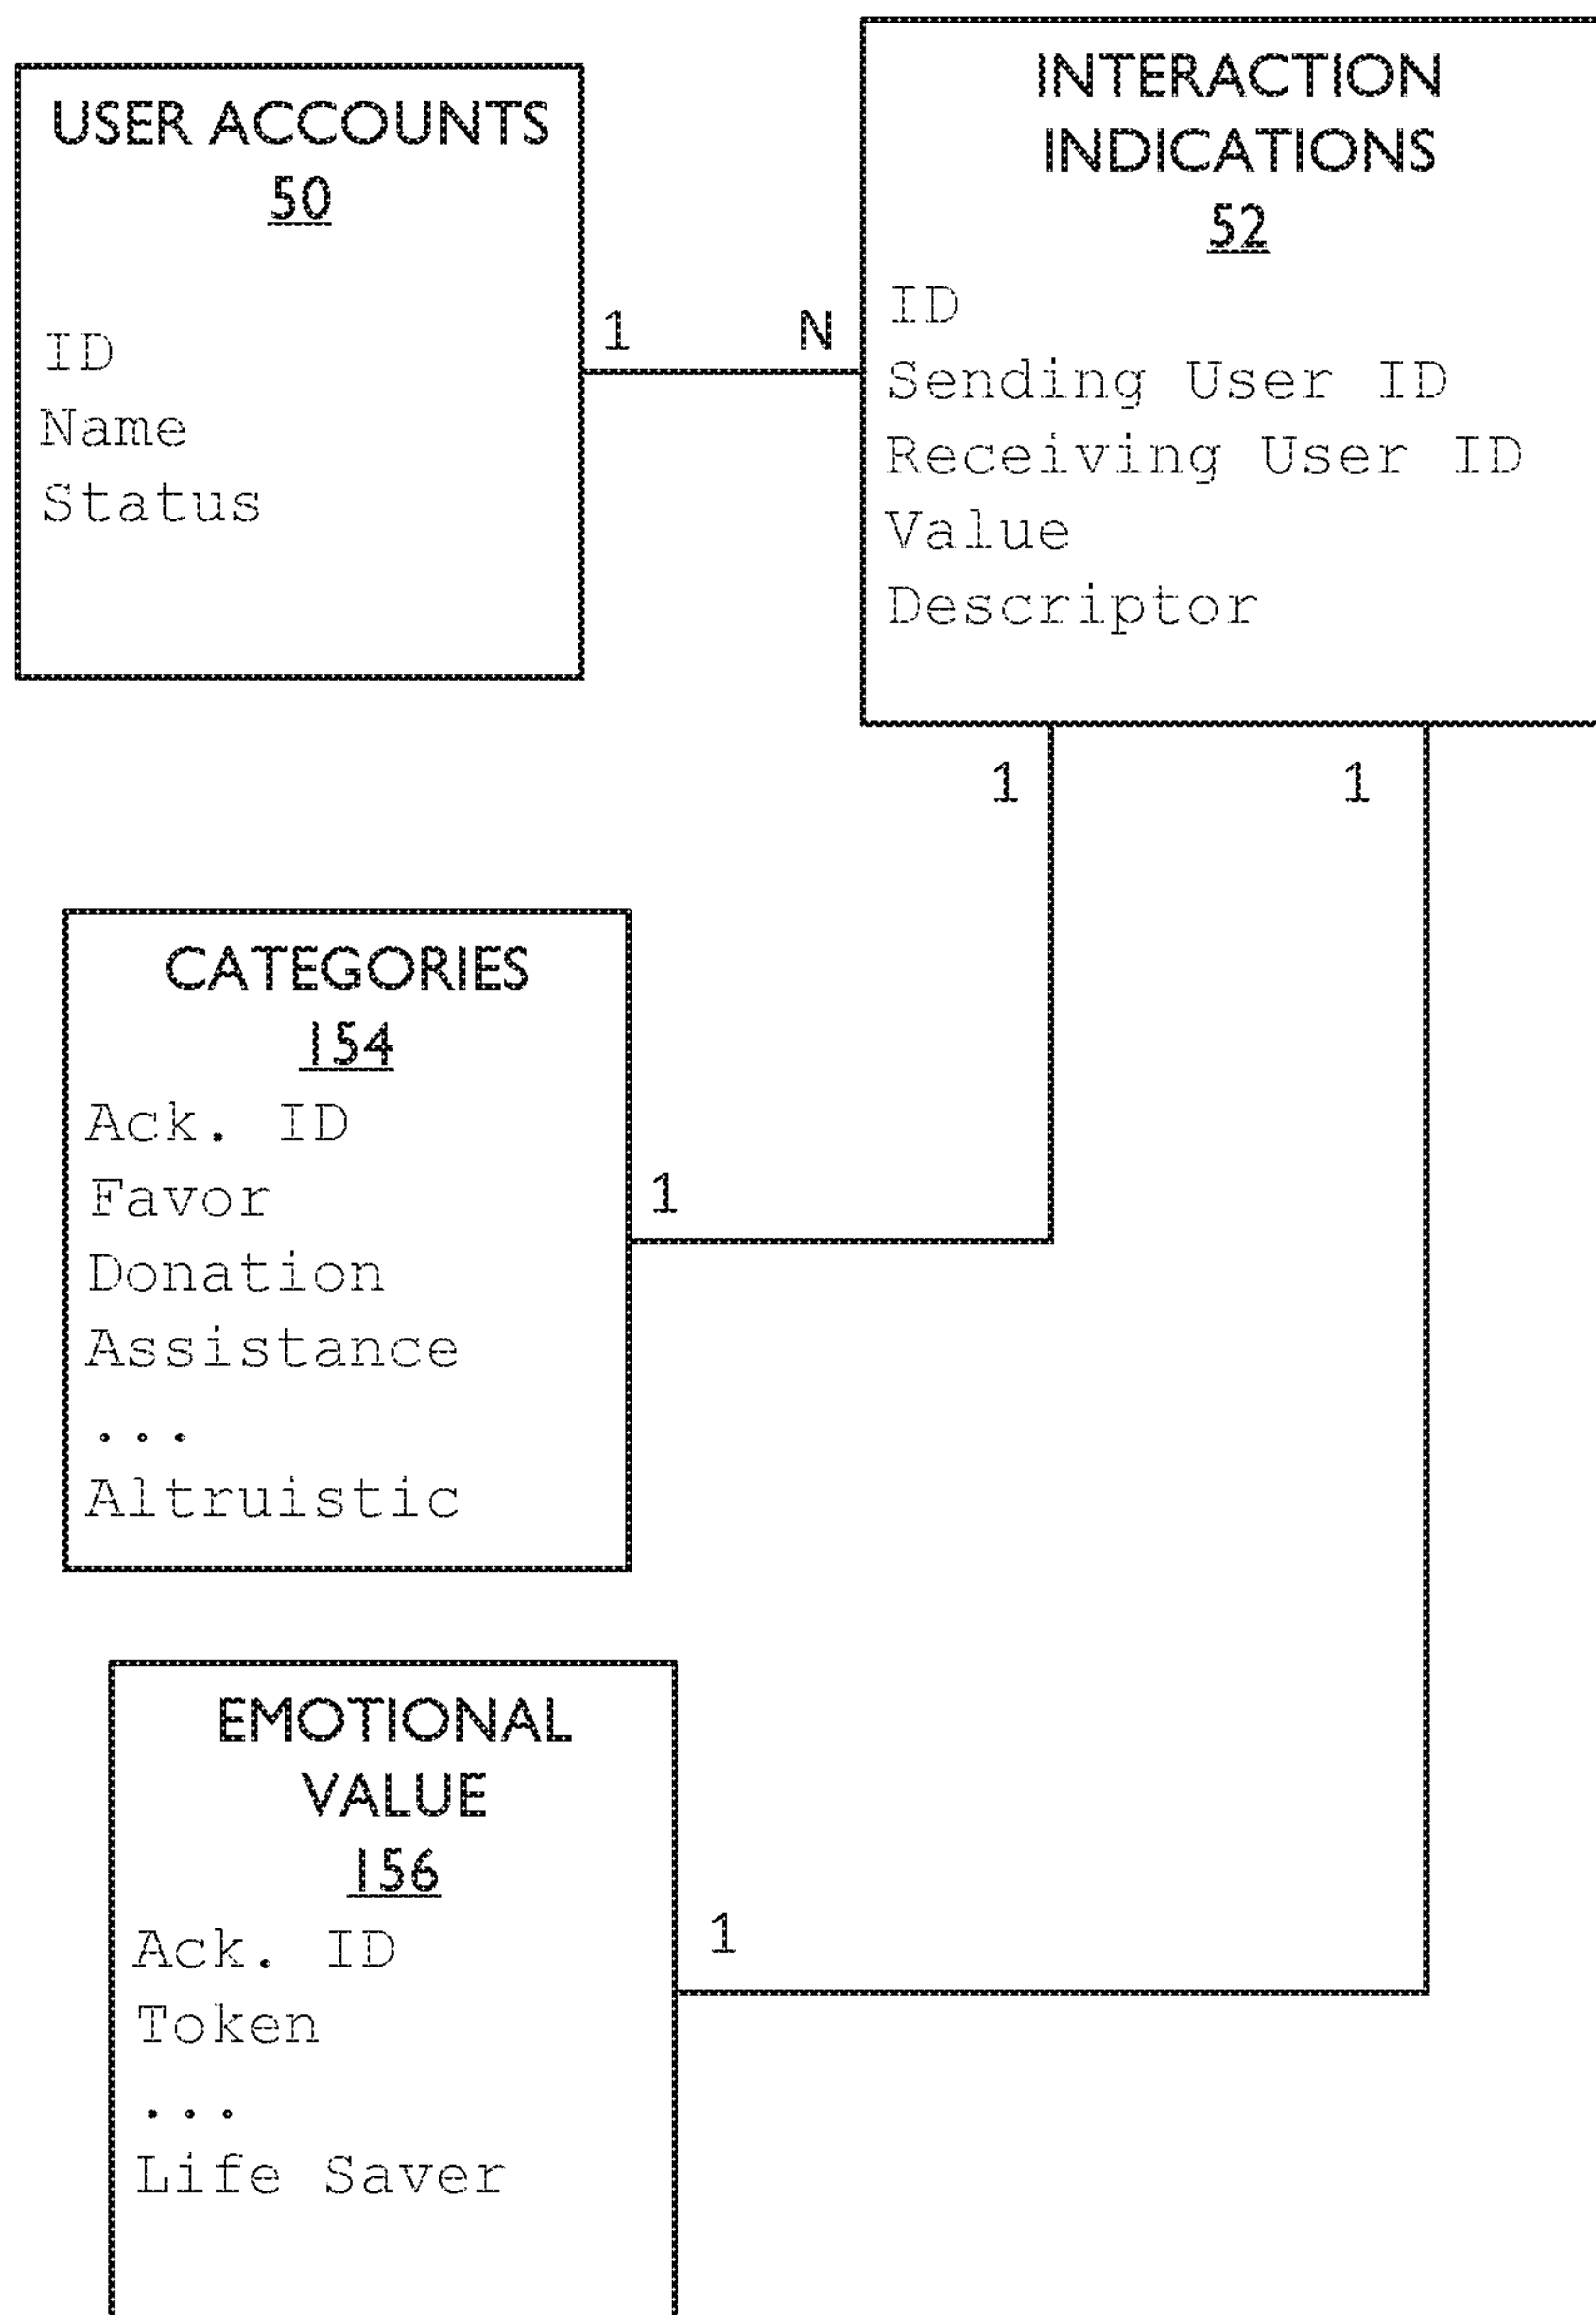 USER ACCOUNTS
50
ID
Name
Status
1
N
INTERACTION
INDICATIONS
52
ID
Sending User ID
Receiving User ID
Value
Descriptor
1
1
CATEGORIES
154
Ack. ID
Favor
Donation
Assistance
...
Altruistic
1
EMOTIONAL
VALUE
156
Ack. ID
Token
...
Life Saver
1